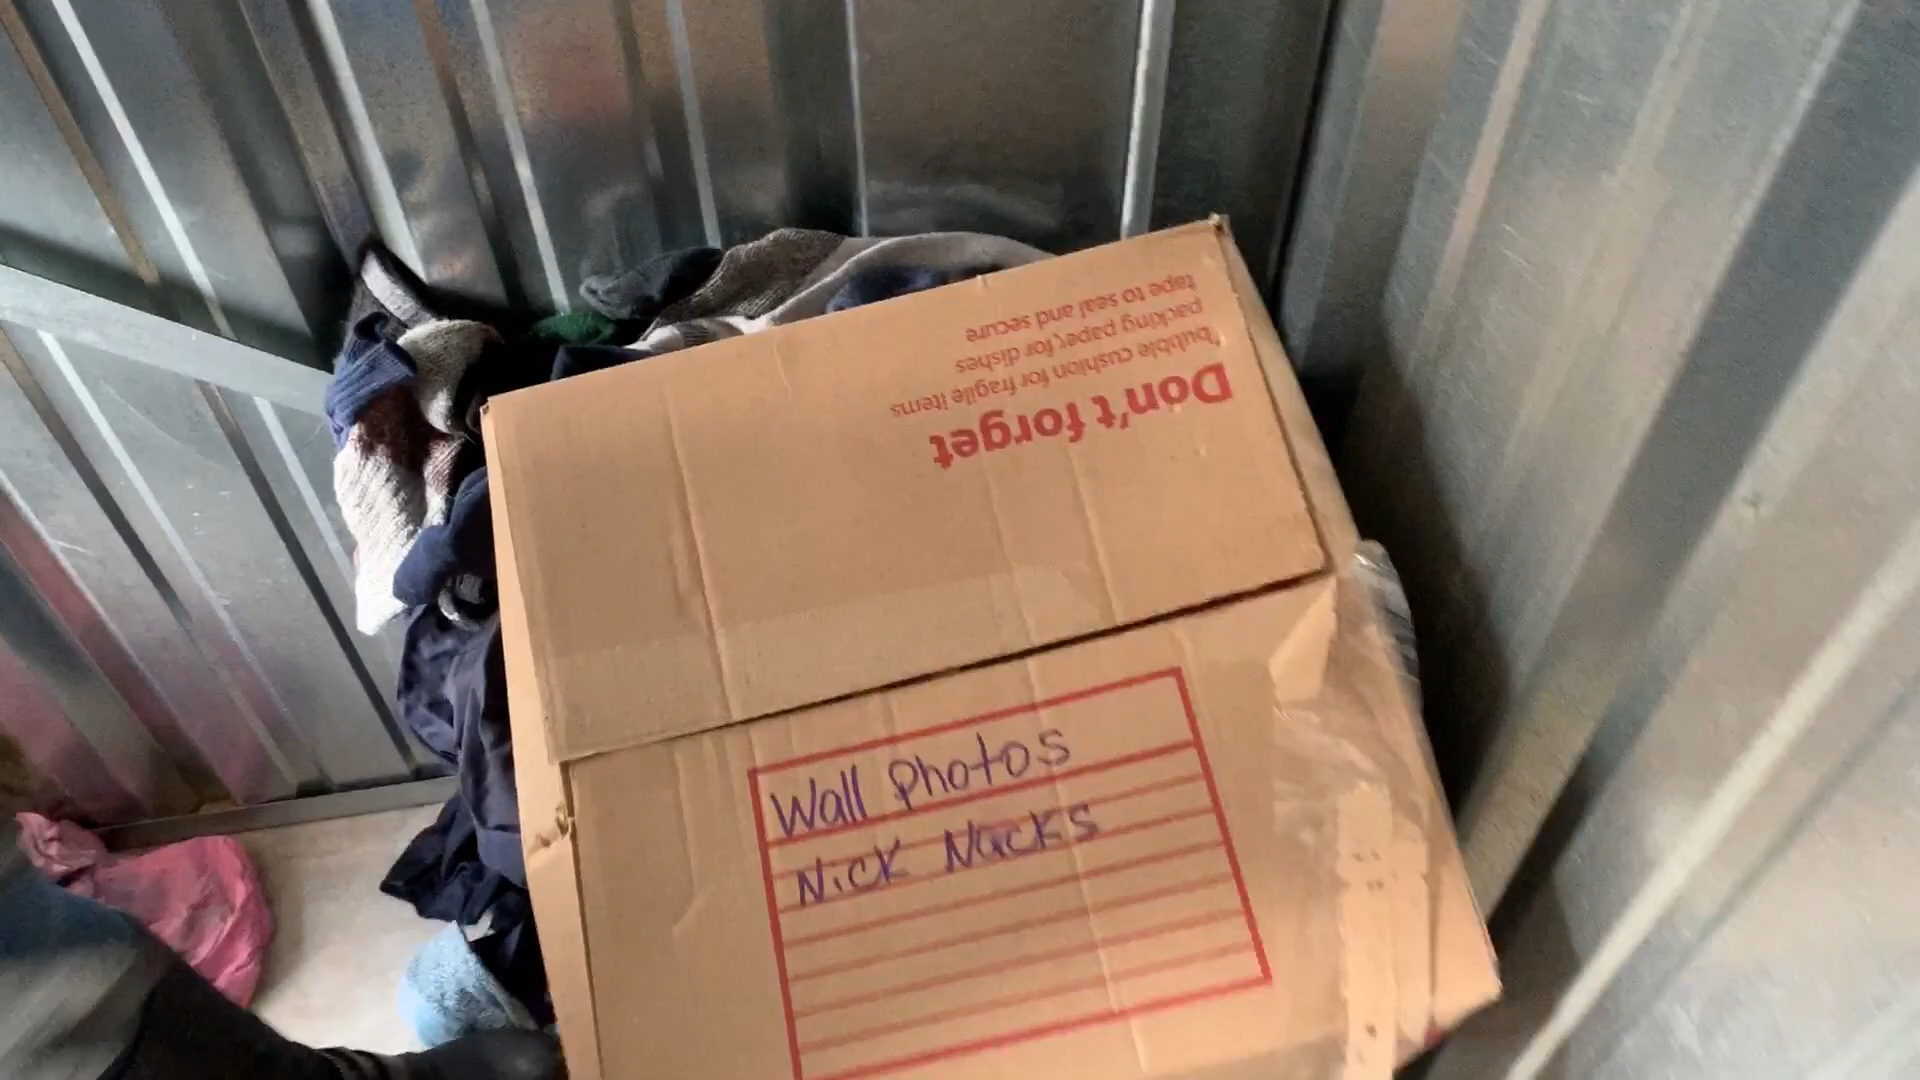 Don't forget
bubble cushion for fragile items
packing paper for dishes
tape to seal and secure
Wall Photos
Nick Nacks